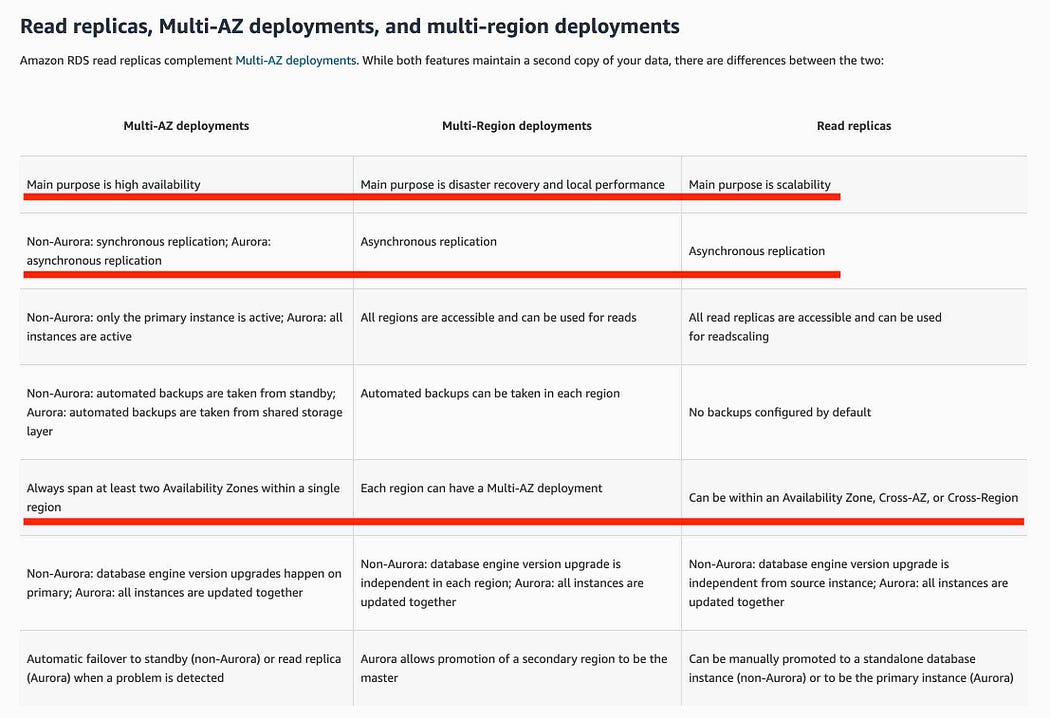 Read replicas, Multi-AZ deployments, and multi-region deployments
Amazon RDS read replicas complement Multi-AZ deployments. While both features maintain a second copy of your data, there are differences between the two:
Multi-AZ deployments
Multi-Region deployments
Read replicas
Main purpose is high availability
Main purpose is disaster recovery and local performance
Main purpose is scalability
Non-Aurora: synchronous replication; Aurora:
asynchronous replication
Asynchronous replication
Asynchronous replication
Non-Aurora: only the primary instance is active; Aurora: all
instances are active
All regions are accessible and can be used for reads
All read replicas are accessible and can be used
for readscaling
Non-Aurora: automated backups are taken from standby;
Aurora: automated backups are taken from shared storage
layer
Automated backups can be taken in each region
No backups configured by default
Always span at least two Availability Zones within a single
region
Each region can have a Multi-AZ deployment
Can be within an Availability Zone, Cross-AZ, or Cross-Region
Non-Aurora: database engine version upgrades happen on
primary; Aurora: all instances are updated together
Non-Aurora: database engine version upgrade is
independent in each region; Aurora: all instances are
updated together
Non-Aurora: database engine version upgrade is
independent from source instance; Aurora: all instances are
updated together
Automatic failover to standby (non-Aurora) or read replica
(Aurora) when a problem is detected
Aurora allows promotion of a secondary region to be the
master
Can be manually promoted to a standalone database
instance (non-Aurora) or to be the primary instance (Aurora)